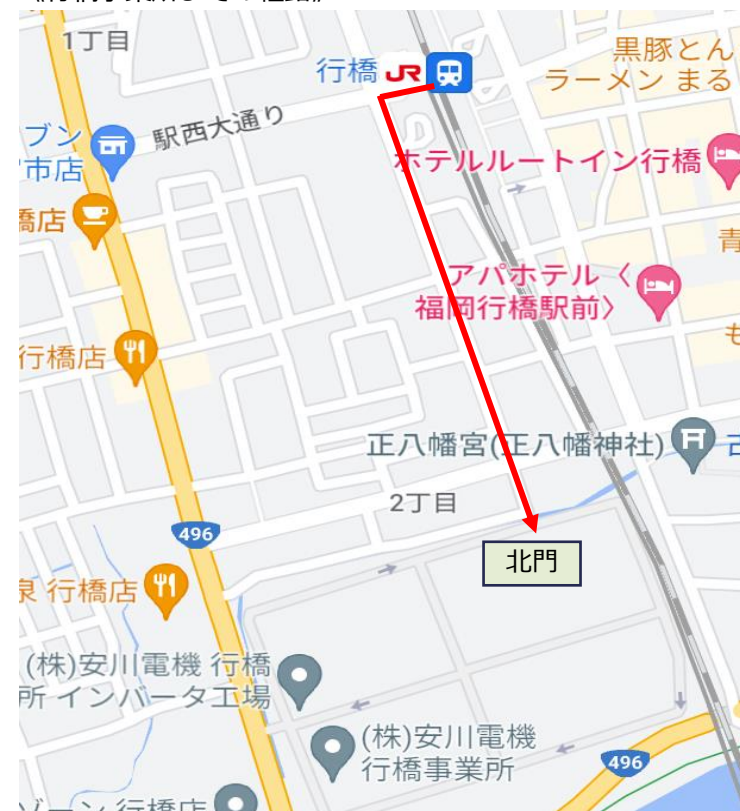 1丁目
行橋 JR
黒豚とん
ラーメン まる
駅西大通り
ブン
市店
ホテルルートイン行橋
橋店
青
アパホテル〈
福岡行橋駅前〉
行橋店
も
正八幡宮(正八幡神社)
古
2丁目
496
北門
泉 行橋店
(株)安川電機 行橋
所 インバータ工場
(株)安川電機
行橋事業所
496
ゾーン 行橋店